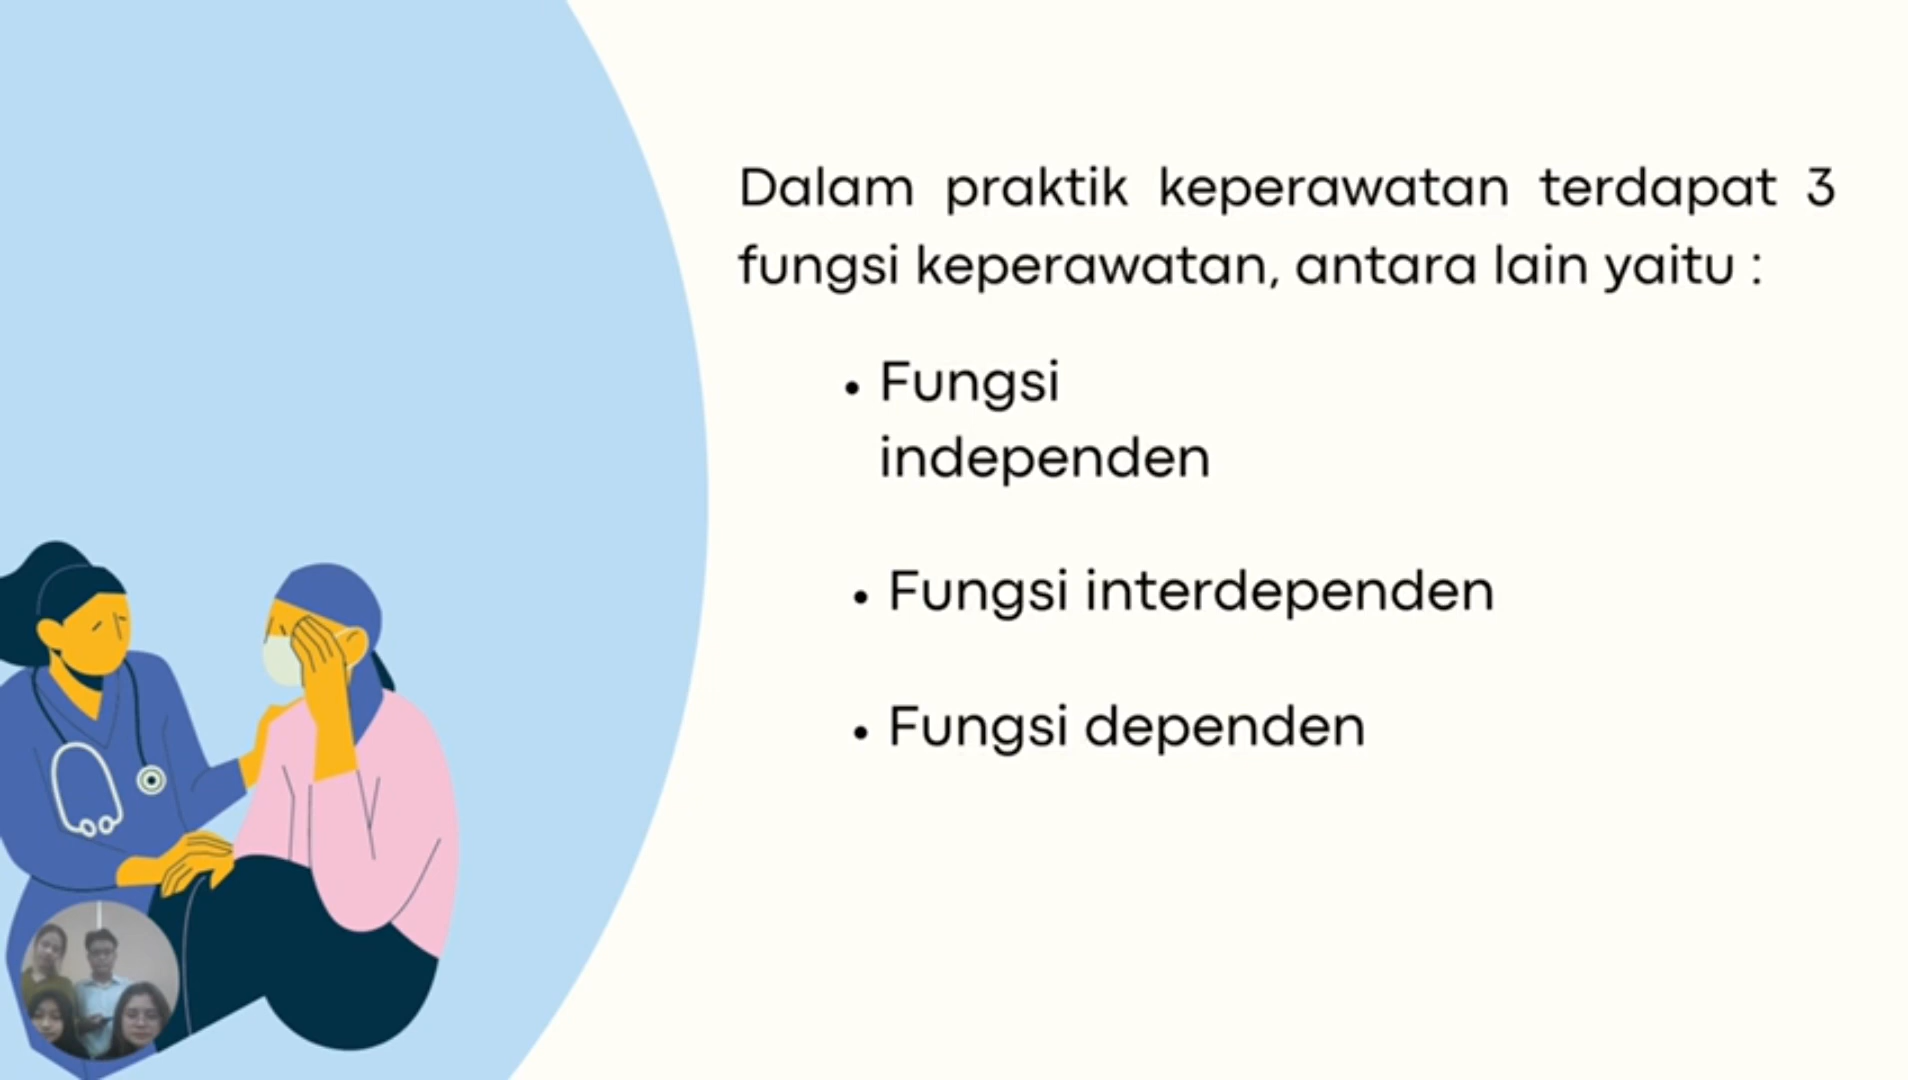 Dalam praktik keperawatan terdapat 3
fungsi keperawatan, antara lain yaitu :
• Fungsi
independen
• Fungsi interdependen
• Fungsi dependen